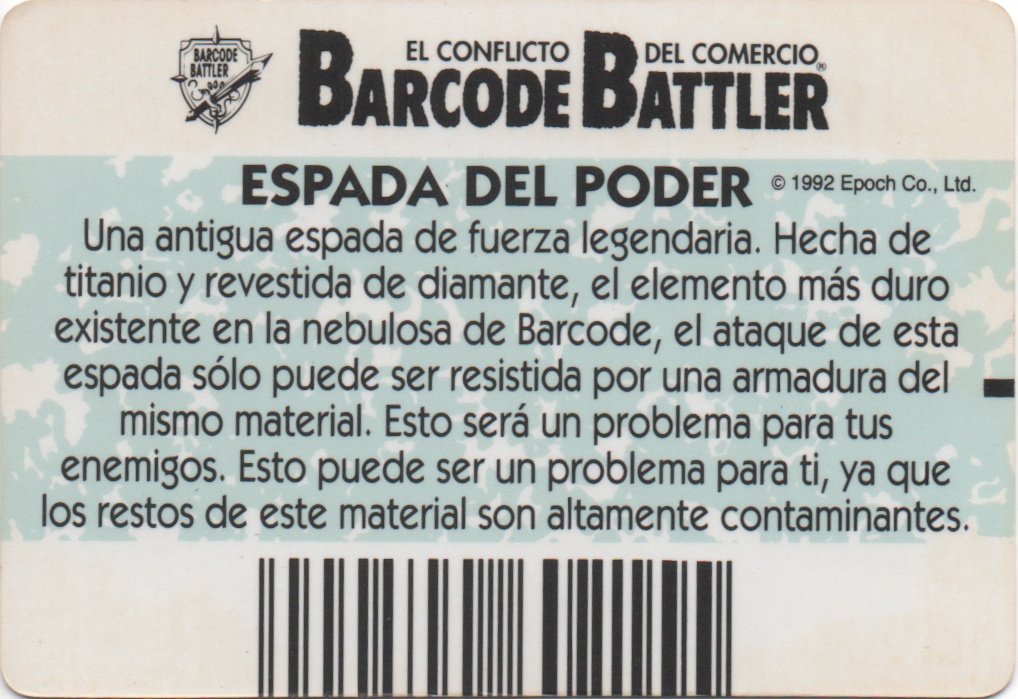 BARCODE
BATTLER
EL CONFLICTO DEL COMERCIO
BARCODE BATTLER®
ESPADA DEL PODER © 1992 Epoch Co., Ltd.
Una antigua espada de fuerza legendaria. Hecha de
titanio y revestida de diamante, el elemento más duro
existente en la nebulosa de Barcode, el ataque de esta
espada sólo puede ser resistida por una armadura del
mismo material. Esto será un problema para tus
enemigos. Esto puede ser un problema para ti, ya que
los restos de este material son altamente contaminantes.